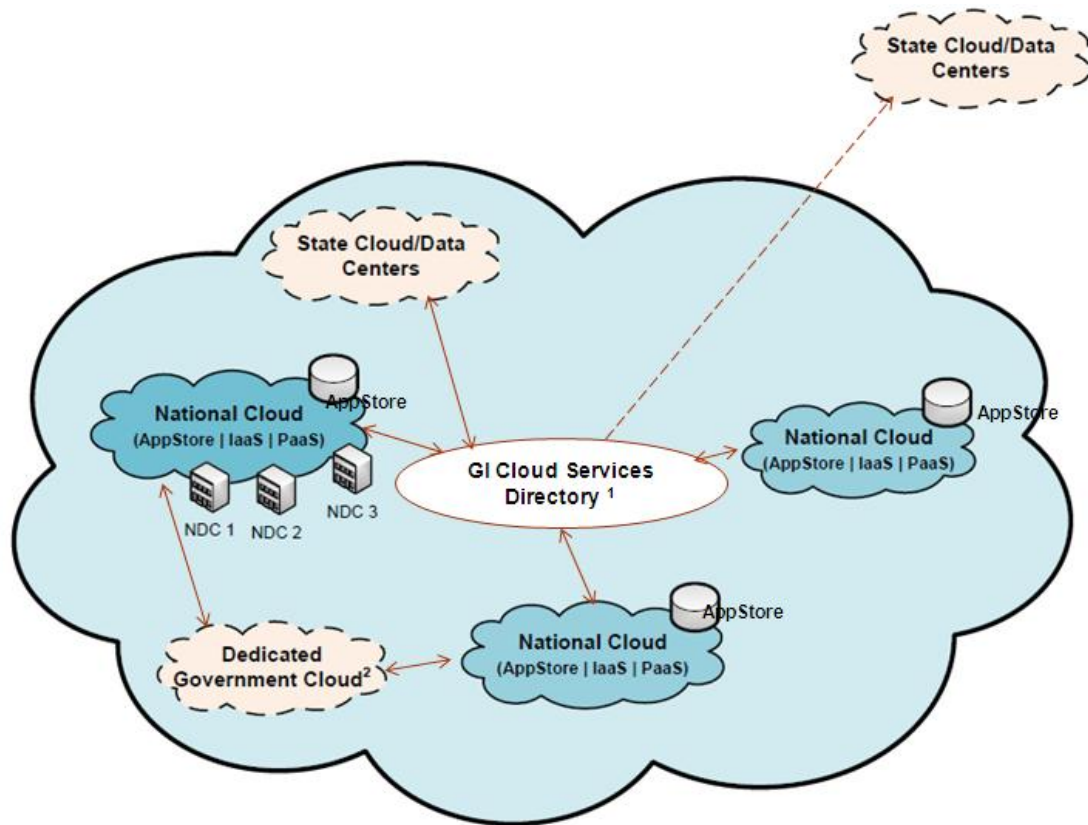 State Cloud/Data
Centers
State Cloud/Data
Centers
AppStore
National Cloud
(AppStore | IaaS | PaaS)
NDC 1
NDC 2
NDC 3
GI Cloud Services
Directory ¹
AppStore
National Cloud
(AppStore | IaaS | PaaS)
AppStore
National Cloud
(AppStore | IaaS | PaaS)
Dedicated
Government Cloud²